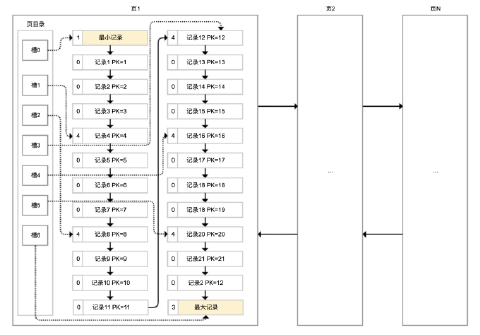 页1
页2
页N
页目录
槽0
槽1
槽2
槽3
槽4
槽5
槽6
1 最小记录
0 记录1 PK=1
0 记录2 PK=2
0 记录3 PK=3
4 记录4 PK=4
0 记录5 PK=5
0 记录6 PK=6
0 记录7 PK=7
4 记录8 PK=8
0 记录9 PK=9
0 记录10 PK=10
0 记录11 PK=11
4 记录12 PK=12
0 记录13 PK=13
0 记录14 PK=14
0 记录15 PK=15
4 记录16 PK=16
0 记录17 PK=17
0 记录18 PK=18
0 记录18 PK=19
4 记录20 PK=20
0 记录21 PK=21
0 记录2 PK=12
3 最大记录
...
...